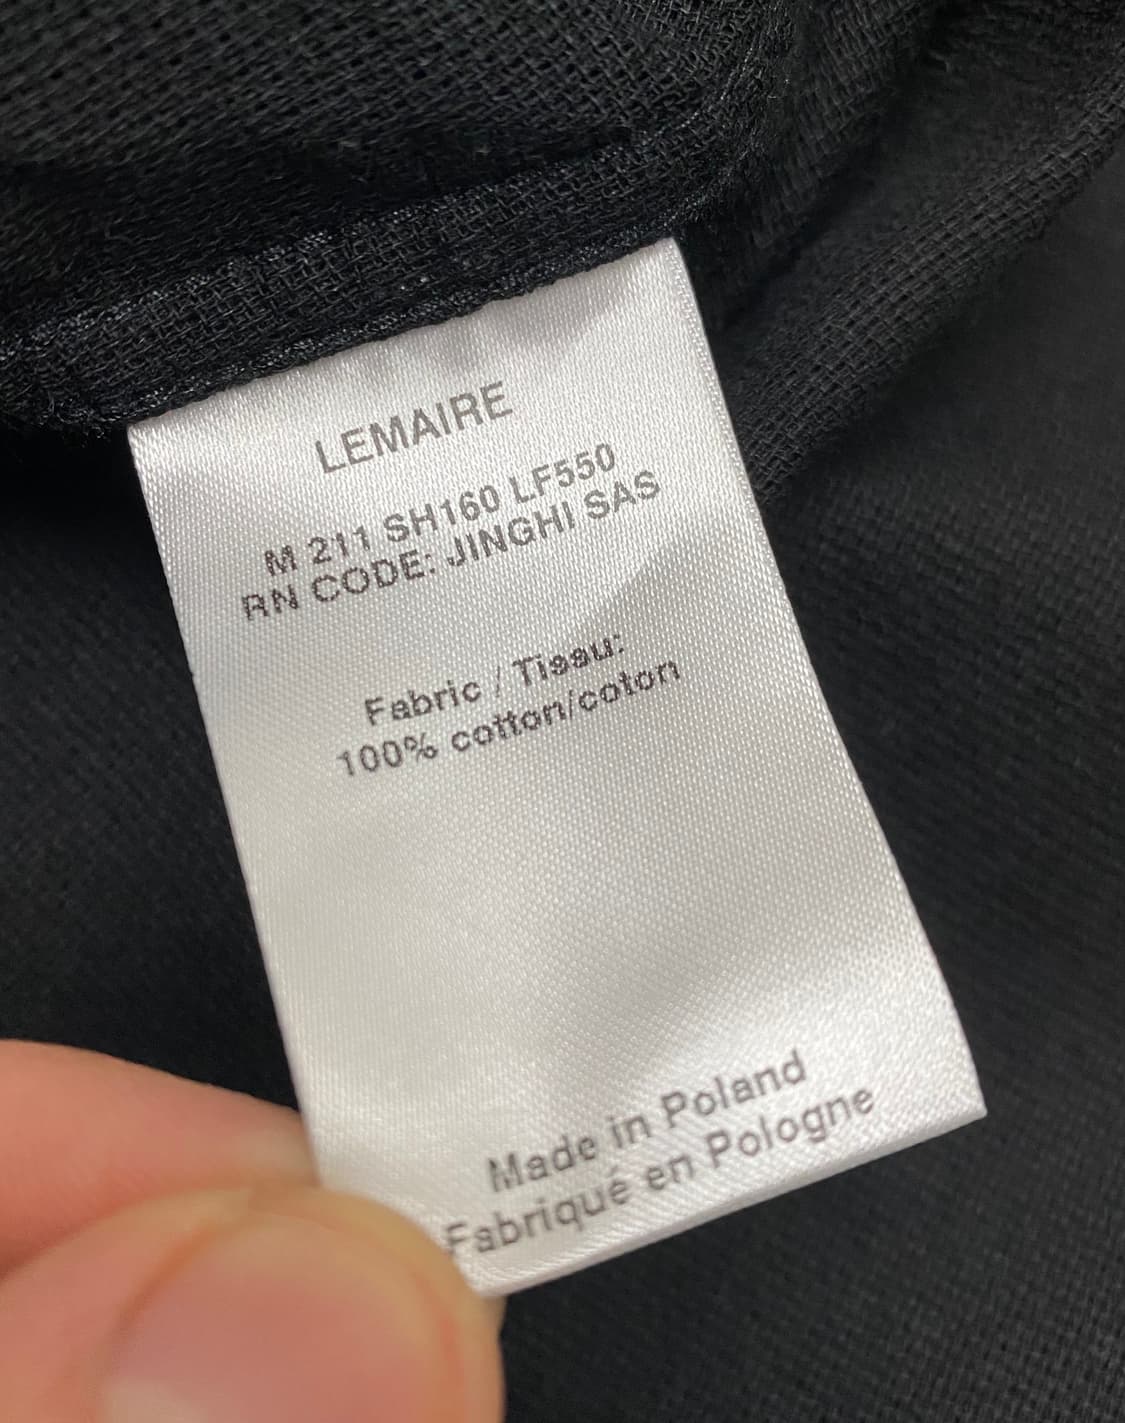 LEMAIRE
M 211 SH160 LF550
RN CODE: JINGHI SAS
Fabric / Tissu:
100% cotton/coton
Made in Poland
Fabriqué en Pologne